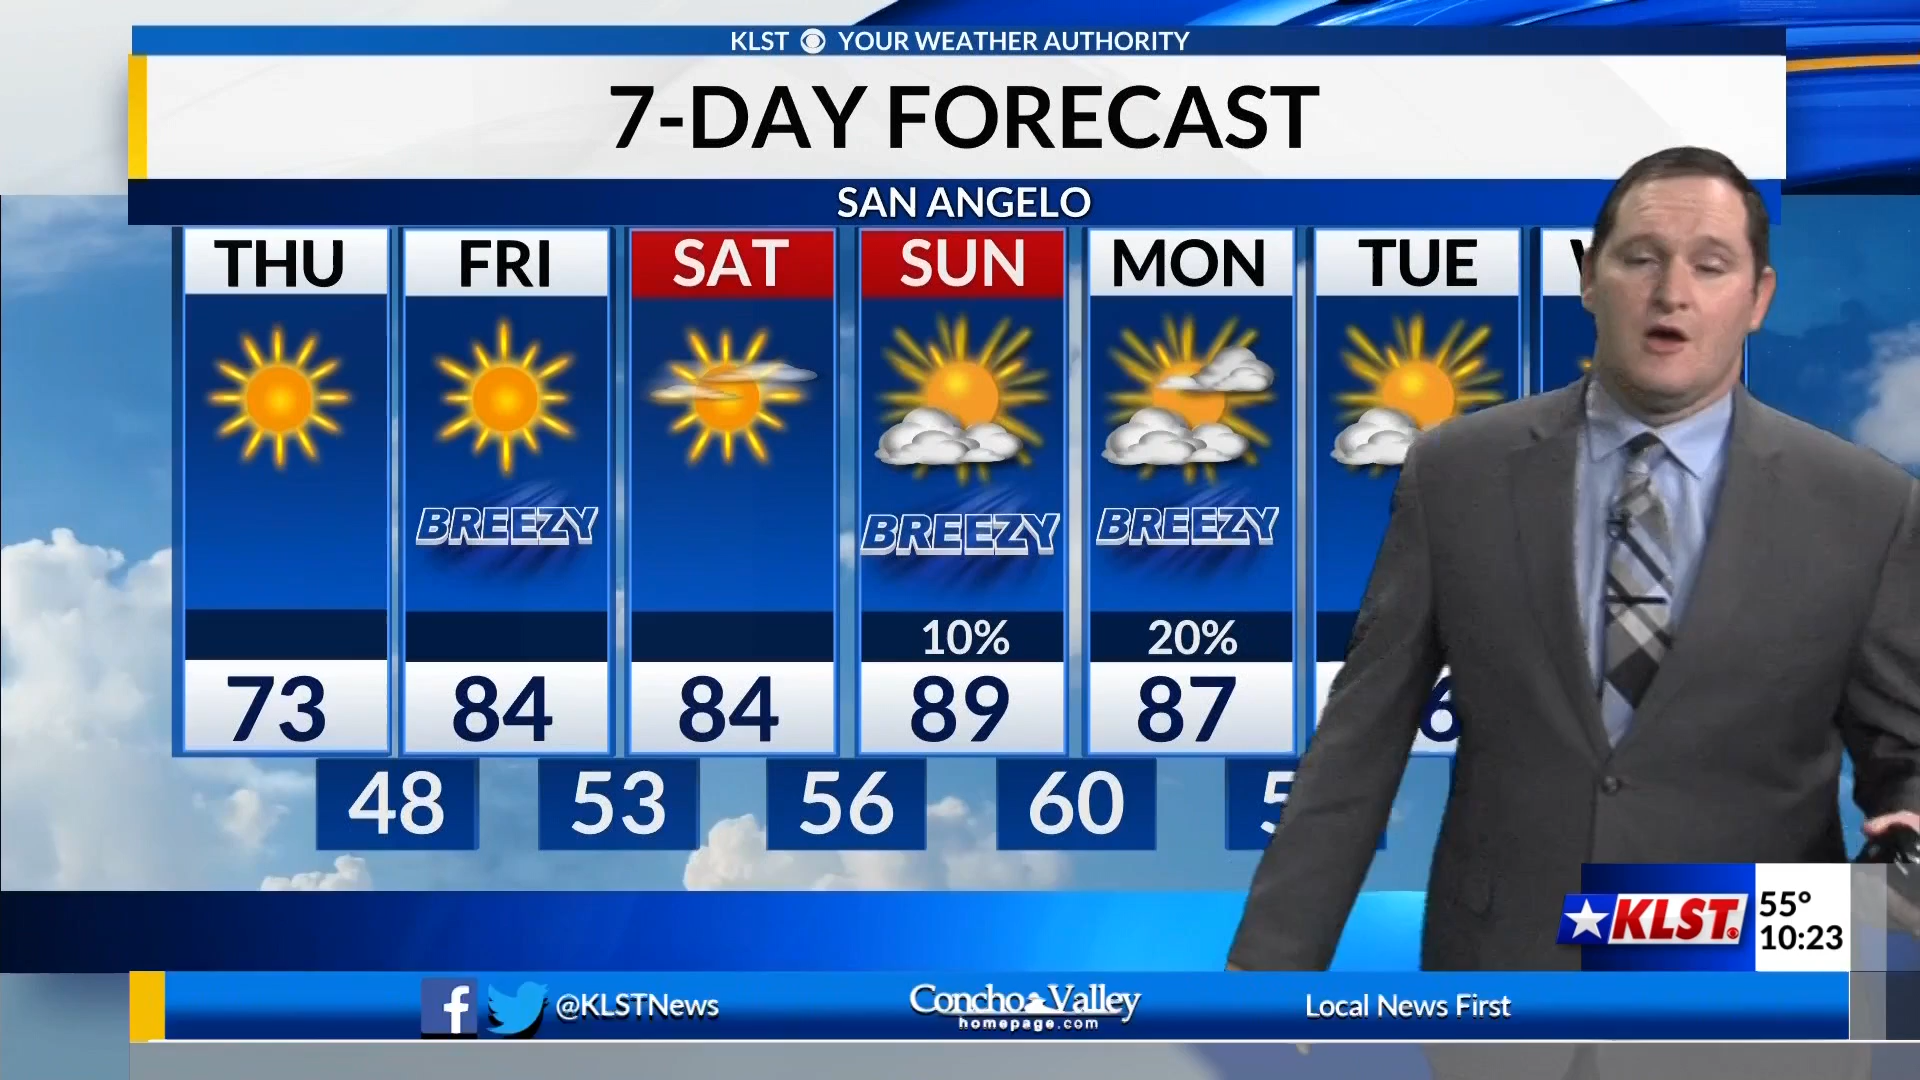 KLST YOUR WEATHER AUTHORITY
7-DAY FORECAST
SAN ANGELO
THU FRI SAT SUN MON TUE
BREEZY BREEZY BREEZY
10% 20%
73 84 84 89 87
48 53 56 60
KLST
55°
10:23
@KLSTNews
ConchoValley
homepage.com
Local News First